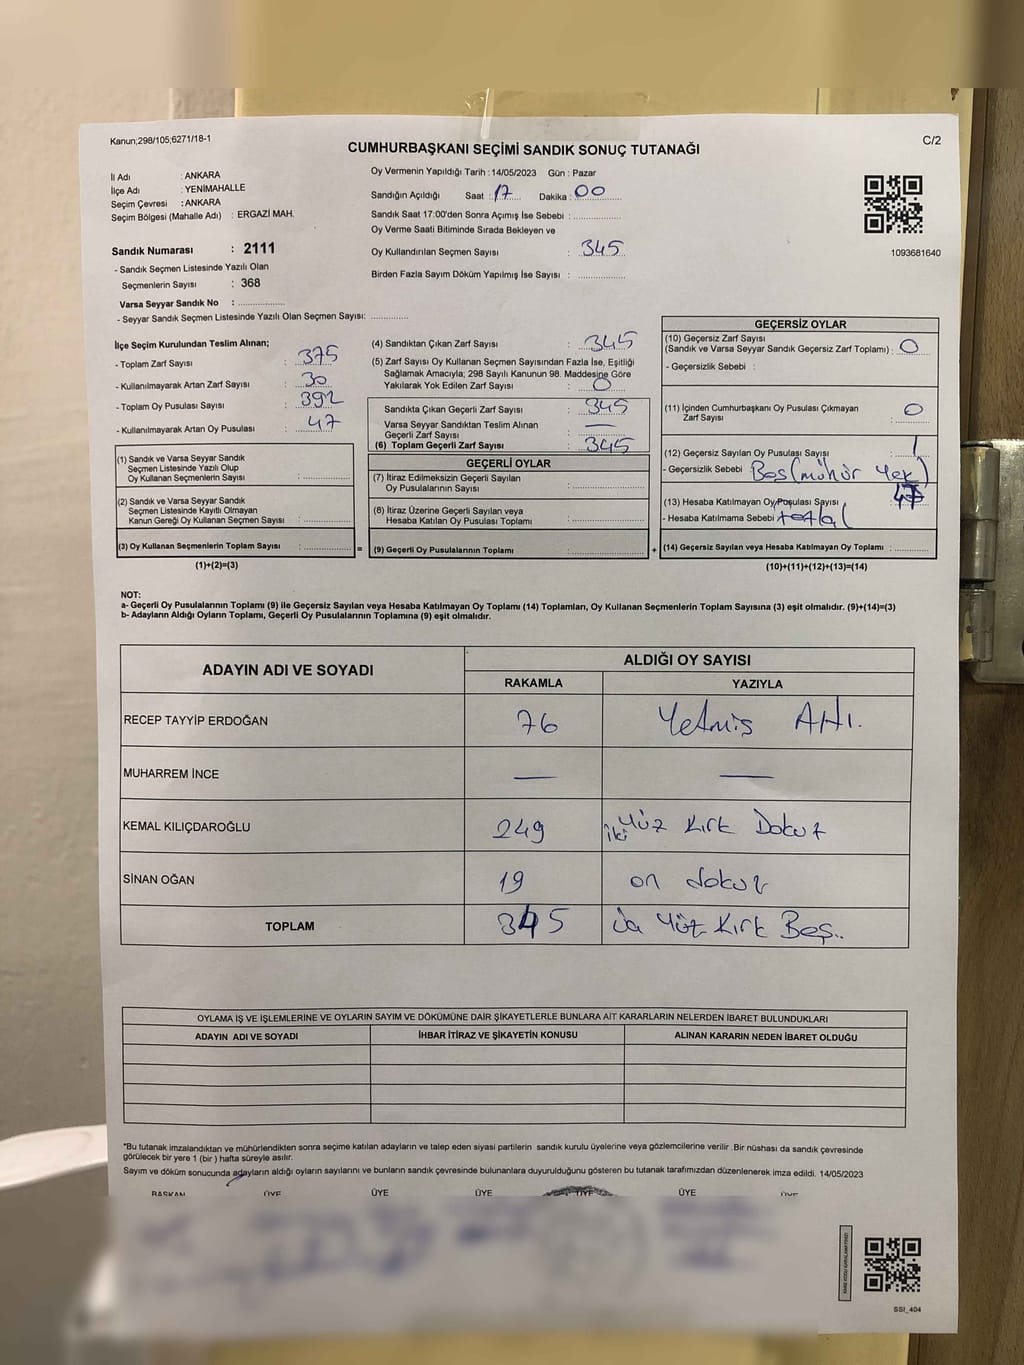 Kanun;298/105;6271/18-1
C/2
CUMHURBAŞKANI SEÇİMİ SANDIK SONUÇ TUTANAĞI
İl Adı : ANKARA
İlçe Adı : YENİMAHALLE
Seçim Çevresi : ANKARA
Seçim Bölgesi (Mahalle Adı) : ERGAZİ MAH.
Sandık Numarası : 2111
- Sandık Seçmen Listesinde Yazılı Olan
Seçmenlerin Sayısı : 368
Varsa Seyyar Sandık No : ..............
- Seyyar Sandık Seçmen Listesinde Yazılı Olan Seçmen Sayısı: ............
Oy Vermenin Yapıldığı Tarih : 14/05/2023 Gün : Pazar
Sandığın Açıldığı Saat : 17 Dakika : 00
Sandık Saat 17:00'den Sonra Açımış İse Sebebi : ..............
Oy Verme Saati Bitiminde Sırada Bekleyen ve
Oy Kullandırılan Seçmen Sayısı : 345
Birden Fazla Sayım Döküm Yapılmış İse Sayısı : ..............
1093681640
İlçe Seçim Kurulundan Teslim Alınan;
- Toplam Zarf Sayısı : 375
- Kullanılmayarak Artan Zarf Sayısı : 30
- Toplam Oy Pusulası Sayısı : 392
- Kullanılmayarak Artan Oy Pusulası : 47
(1) Sandık ve Varsa Seyyar Sandık
Seçmen Listesinde Yazılı Olup
Oy Kullanan Seçmenlerin Sayısı : ..............
(2) Sandık ve Varsa Seyyar Sandık
Seçmen Listesinde Kayıtlı Olmayan
Kanun Gereği Oy Kullanan Seçmen Sayısı : ..............
(3) Oy Kullanan Seçmenlerin Toplam Sayısı : ..............
(1)+(2)=(3)
(4) Sandıktan Çıkan Zarf Sayısı : 345
(5) Zarf Sayısı Oy Kullanan Seçmen Sayısından Fazla İse, Eşitliği
Sağlamak Amacıyla; 298 Sayılı Kanunun 98. Maddesine Göre
Yakılarak Yok Edilen Zarf Sayısı : 0
Sandıkta Çıkan Geçerli Zarf Sayısı : 345
Varsa Seyyar Sandıktan Teslim Alınan
Geçerli Zarf Sayısı : —
(6) Toplam Geçerli Zarf Sayısı : 345
GEÇERLİ OYLAR
(7) İtiraz Edilmeksizin Geçerli Sayılan
Oy Pusulalarının Sayısı : ..............
(8) İtiraz Üzerine Geçerli Sayılan veya
Hesaba Katılan Oy Pusulası Toplamı : ..............
= (9) Geçerli Oy Pusulalarının Toplamı : ..............
GEÇERSİZ OYLAR
(10) Geçersiz Zarf Sayısı
(Sandık ve Varsa Seyyar Sandık Geçersiz Zarf Toplamı) : 0
- Geçersizlik Sebebi :
(11) İçinden Cumhurbaşkanı Oy Pusulası Çıkmayan
Zarf Sayısı : 0
(12) Geçersiz Sayılan Oy Pusulası Sayısı : 1
- Geçersizlik Sebebi Boş (mühür yok)
(13) Hesaba Katılmayan Oy Pusulası Sayısı : 47
- Hesaba Katılmama Sebebi
+ (14) Geçersiz Sayılan veya Hesaba Katılmayan Oy Toplamı : ............
(10)+(11)+(12)+(13)=(14)
NOT:
a- Geçerli Oy Pusulalarının Toplamı (9) ile Geçersiz Sayılan veya Hesaba Katılmayan Oy Toplamı (14) Toplamları, Oy Kullanan Seçmenlerin Toplam Sayısına (3) eşit olmalıdır. (9)+(14)=(3)
b- Adayların Aldığı Oyların Toplamı, Geçerli Oy Pusulalarının Toplamına (9) eşit olmalıdır.
ADAYIN ADI VE SOYADI
ALDIĞI OY SAYISI
RAKAMLA YAZIYLA
RECEP TAYYİP ERDOĞAN 76 Yetmiş Altı.
MUHARREM İNCE — —
KEMAL KILIÇDAROĞLU 249 iki Yüz Kırk Dokuz
SİNAN OĞAN 19 on dokuz
TOPLAM 345 Üç Yüz Kırk Beş..
OYLAMA İŞ VE İŞLEMLERİNE VE OYLARIN SAYIM VE DÖKÜMÜNE DAİR ŞİKAYETLERLE BUNLARA AİT KARARLARIN NELERDEN İBARET BULUNDUKLARI
ADAYIN ADI VE SOYADI İHBAR İTİRAZ VE ŞİKAYETİN KONUSU ALINAN KARARIN NEDEN İBARET OLDUĞU
*Bu tutanak imzalandıktan ve mühürlendikten sonra seçime katılan adayların ve talep eden siyasi partilerin sandık kurulu üyelerine veya gözlemcilerine verilir .Bir nüshası da sandık çevresinde
görülecek bir yere 1 (bir ) hafta süreyle asılır.
Sayım ve döküm sonucunda adayların aldığı oyların sayılarını ve bunların sandık çevresinde bulunanlara duyurulduğunu gösteren bu tutanak tarafımızdan düzenlenerek imza edildi. 14/05/2023
BAŞKAN ÜYE ÜYE ÜYE ÜYE ÜYE ÜYE
SSI_404